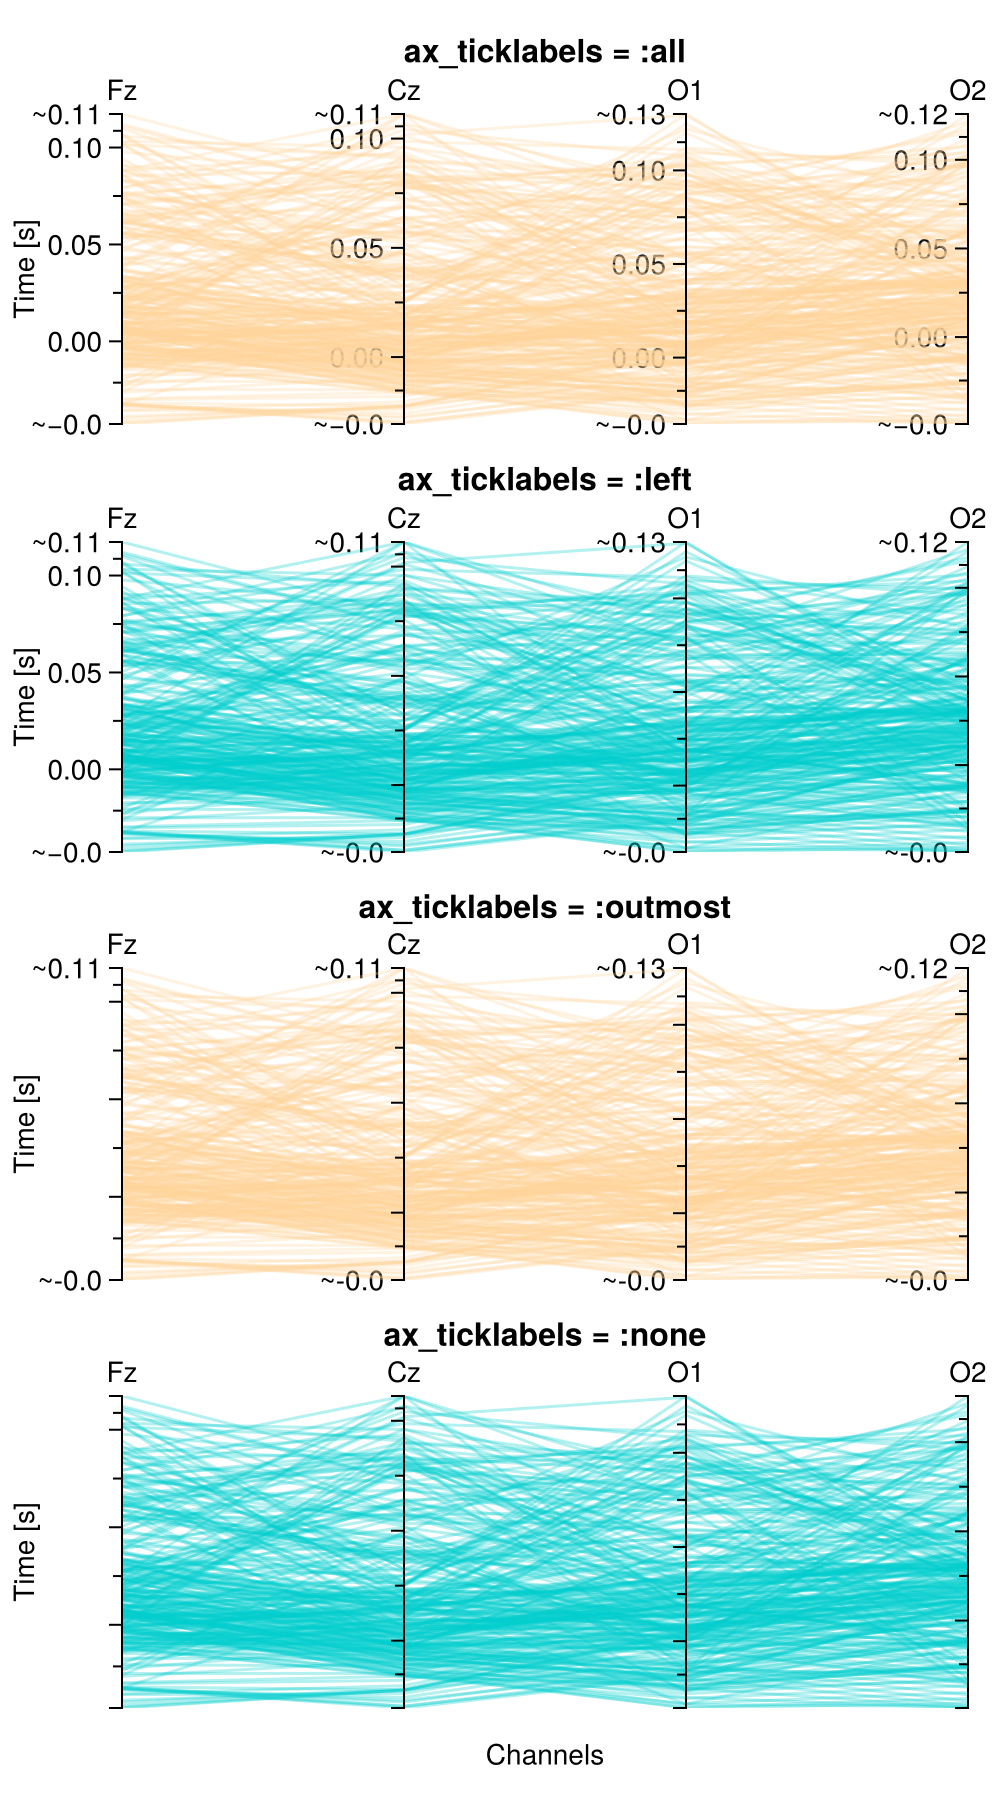 ax_ticklabels = :all
Fz Cz O1 O2
~0.11 ~0.11 ~0.13 ~0.12
0.10 0.10 0.10 0.10
0.05 0.05 0.05 0.05
0.00 0.00 0.00 0.00
~−0.0 ~−0.0 ~−0.0 ~−0.0
Time [s]
ax_ticklabels = :left
Fz Cz O1 O2
~0.11 ~0.11 ~0.13 ~0.12
0.10
0.05
0.00
~−0.0 ~-0.0 ~-0.0 ~-0.0
Time [s]
ax_ticklabels = :outmost
Fz Cz O1 O2
~0.11 ~0.11 ~0.13 ~0.12
~-0.0 ~-0.0 ~-0.0 ~-0.0
Time [s]
ax_ticklabels = :none
Fz Cz O1 O2
Time [s]
Channels